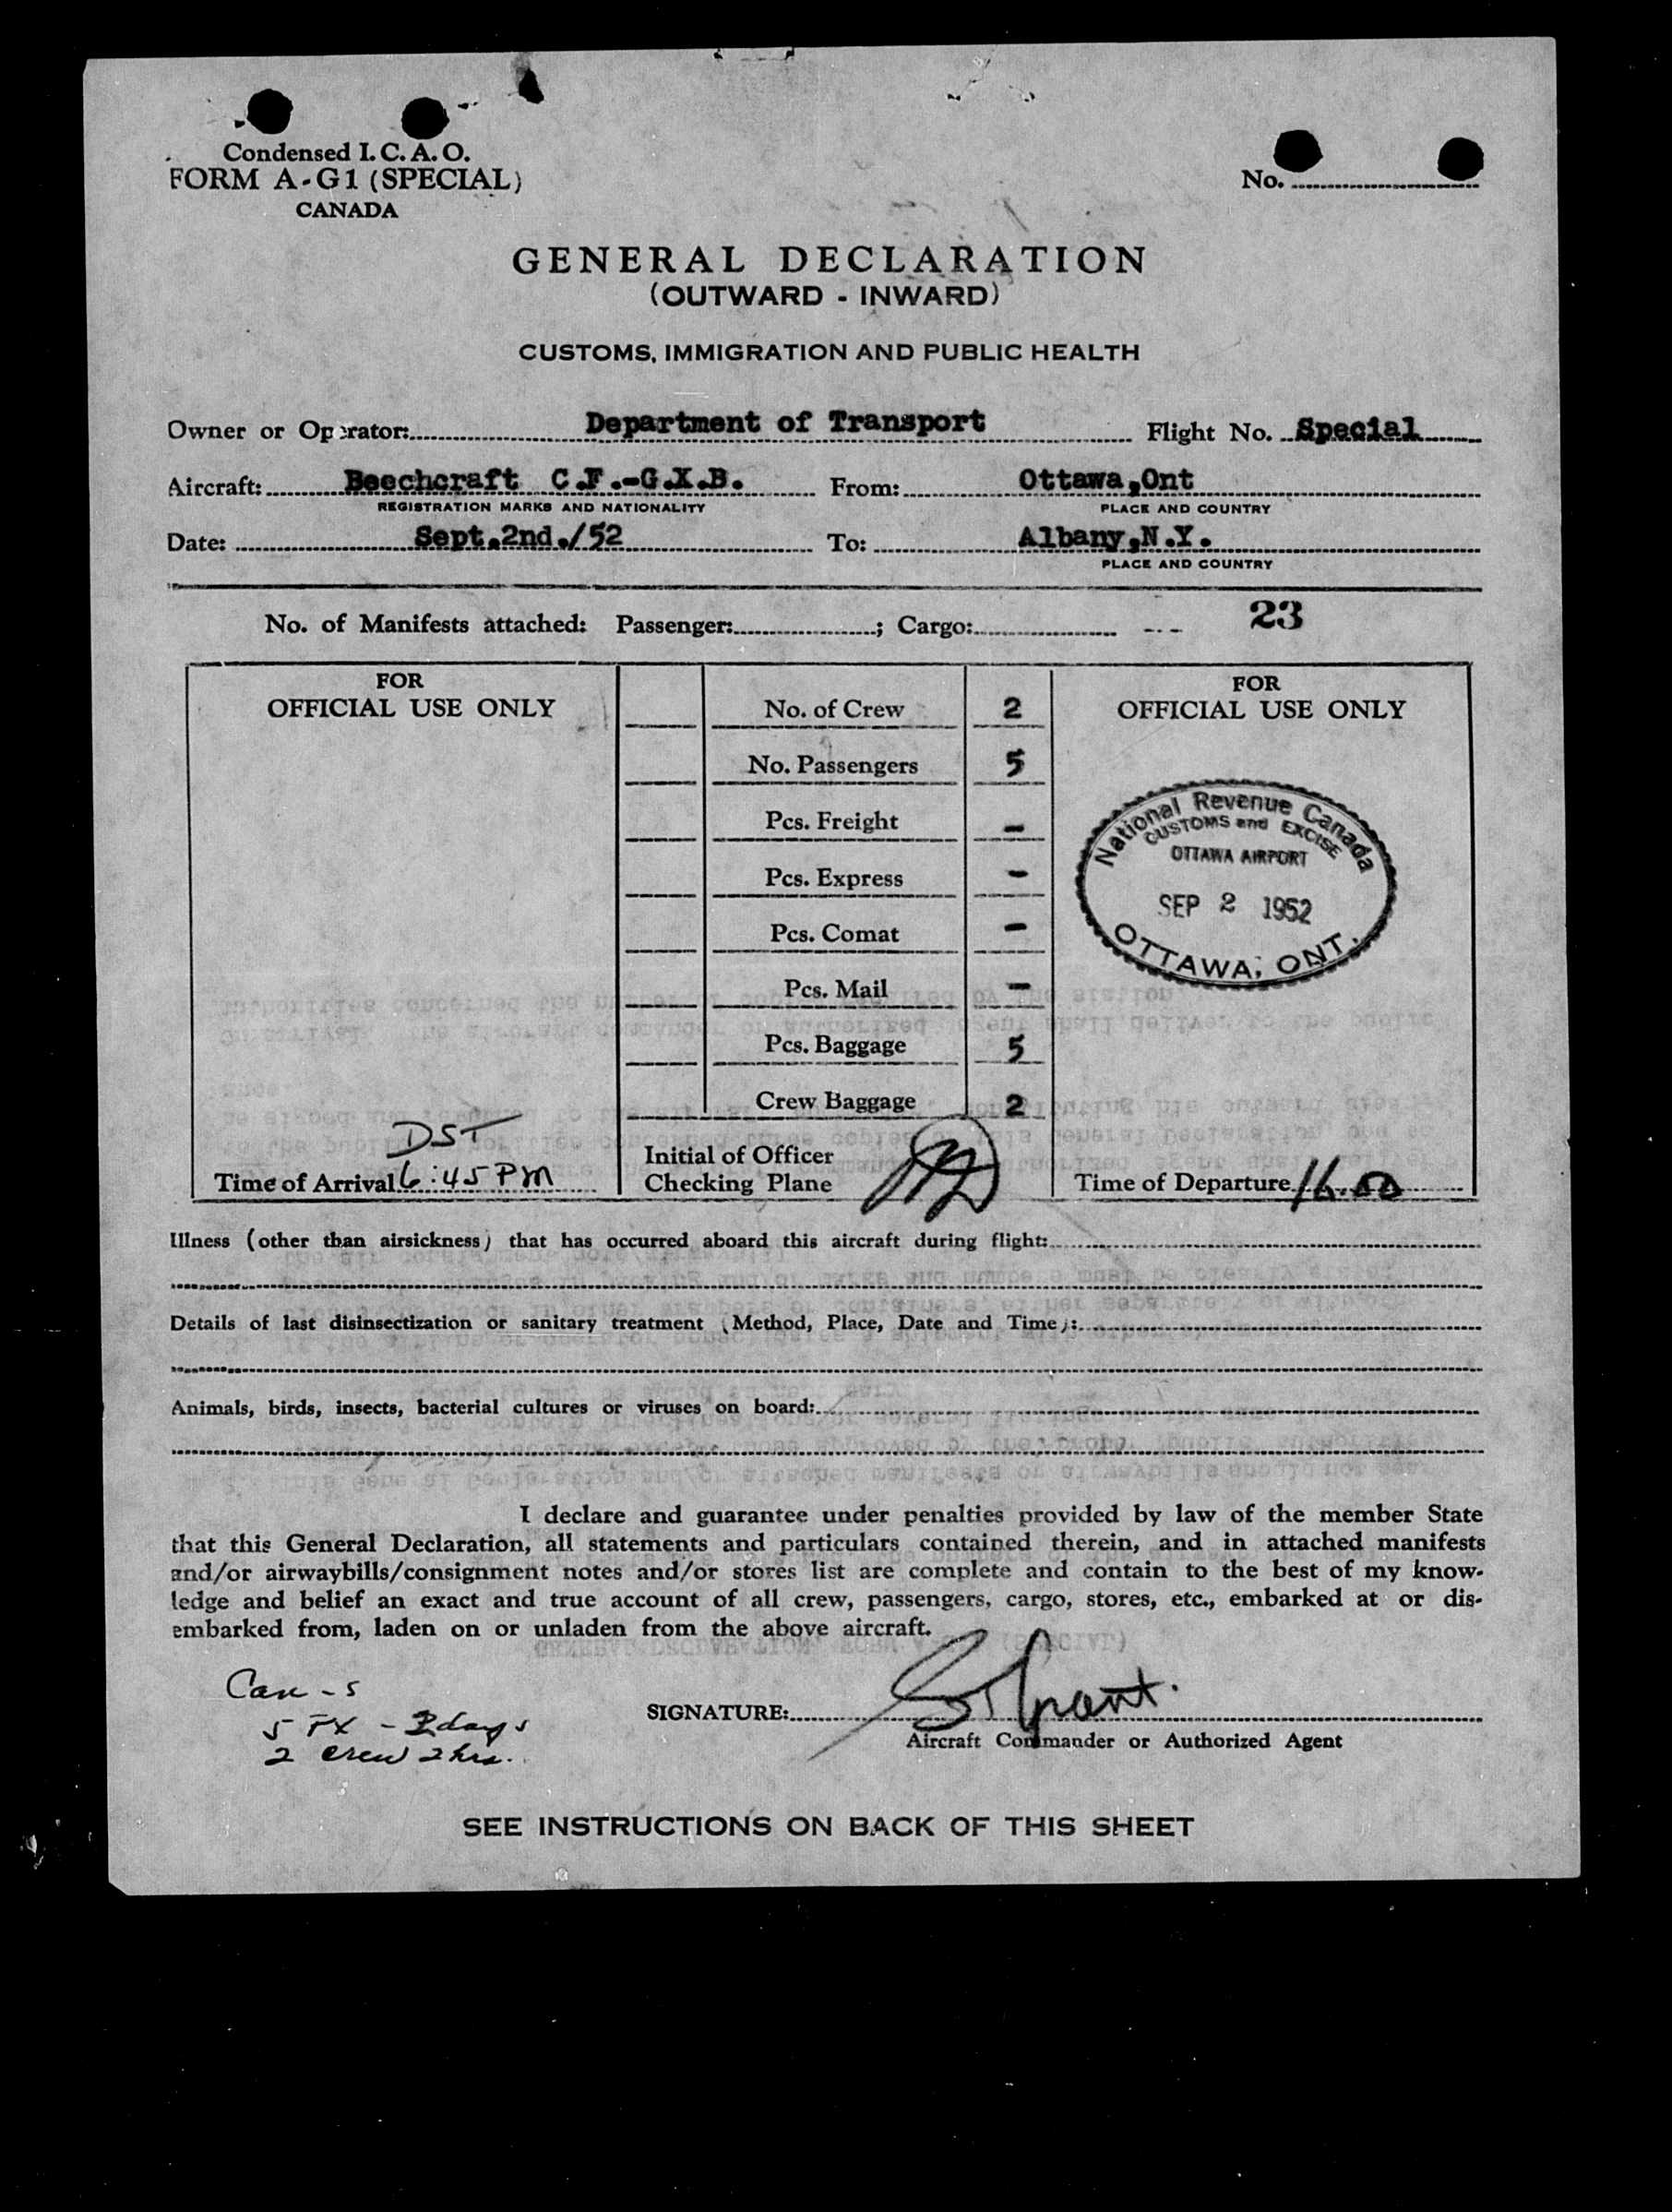 Condensed I. C. A. O.
FORM A-G1 (SPECIAL)
CANADA
No.
GENERAL DECLARATION
(OUTWARD - INWARD)
CUSTOMS, IMMIGRATION AND PUBLIC HEALTH
Owner or Operator: Department of Transport Flight No. Special
Aircraft: Beechcraft C.F.-G.X.B. From: Ottawa,Ont
REGISTRATION MARKS AND NATIONALITY PLACE AND COUNTRY
Date: Sept.2nd./52 To: Albany,N.Y.
PLACE AND COUNTRY
23
No. of Manifests attached: Passenger: ; Cargo:
FOR
OFFICIAL USE ONLY
DST
Time of Arrival 6:45 PM
No. of Crew 2
No. Passengers 5
Pcs. Freight -
Pcs. Express -
Pcs. Comat -
Pcs. Mail -
Pcs. Baggage 5
Crew Baggage 2
Initial of Officer
Checking Plane
FOR
OFFICIAL USE ONLY
National Revenue Canada
CUSTOMS and EXCISE
OTTAWA AIRPORT
SEP 2 1952
OTTAWA, ONT.
Time of Departure 16.00
Illness (other than airsickness) that has occurred aboard this aircraft during flight:
Details of last disinsectization or sanitary treatment (Method, Place, Date and Time):
Animals, birds, insects, bacterial cultures or viruses on board:
I declare and guarantee under penalties provided by law of the member State
that this General Declaration, all statements and particulars contained therein, and in attached manifests
and/or airwaybills/consignment notes and/or stores list are complete and contain to the best of my know-
ledge and belief an exact and true account of all crew, passengers, cargo, stores, etc., embarked at or dis-
embarked from, laden on or unladen from the above aircraft.
5 - days
2 crew 2 hrs.
SIGNATURE: Grant.
Aircraft Commander or Authorized Agent
SEE INSTRUCTIONS ON BACK OF THIS SHEET